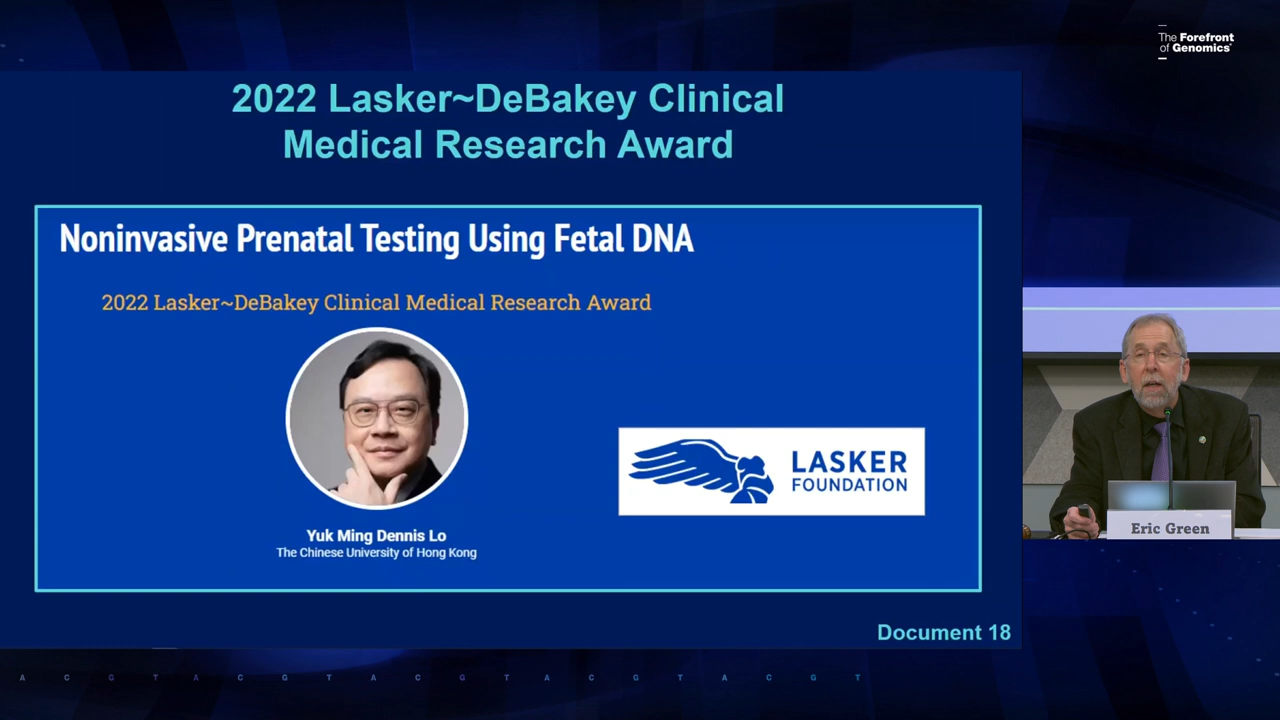 The Forefront
of Genomics®
2022 Lasker~DeBakey Clinical
Medical Research Award
Noninvasive Prenatal Testing Using Fetal DNA
2022 Lasker~DeBakey Clinical Medical Research Award
LASKER
FOUNDATION
Yuk Ming Dennis Lo
The Chinese University of Hong Kong
Eric Green
Document 18
A C G T A C G T A C G T A C G T A C G T